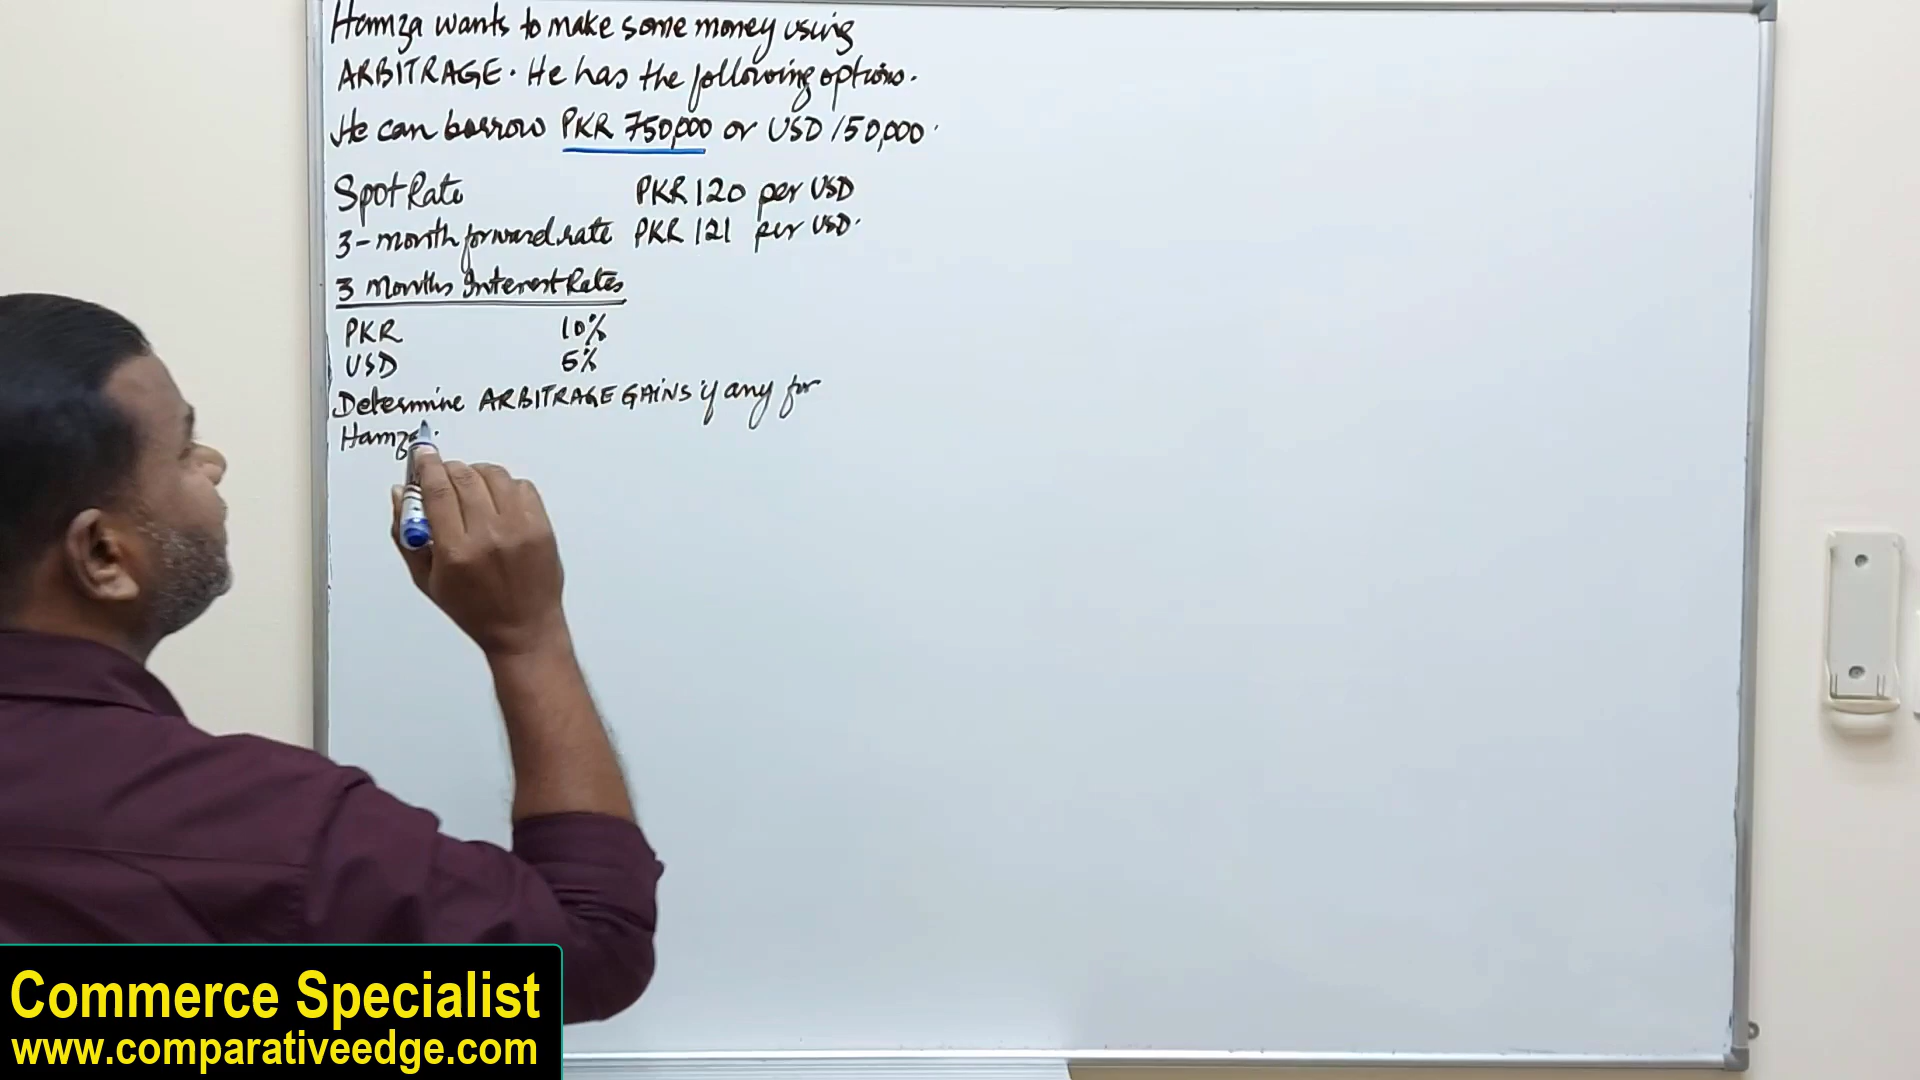 Hamza wants to make some money using
ARBITRAGE. He has the following options.
He can borrow PKR 750,000 or USD 150,000.
Spot Rate PKR 120 per USD
3-month forward rate PKR 121 per USD.
3 Months Interest Rates
PKR 10%
USD 5%
Determine ARBITRAGE GAINS if any for
Hamza.
Commerce Specialist
www.comparativeedge.com